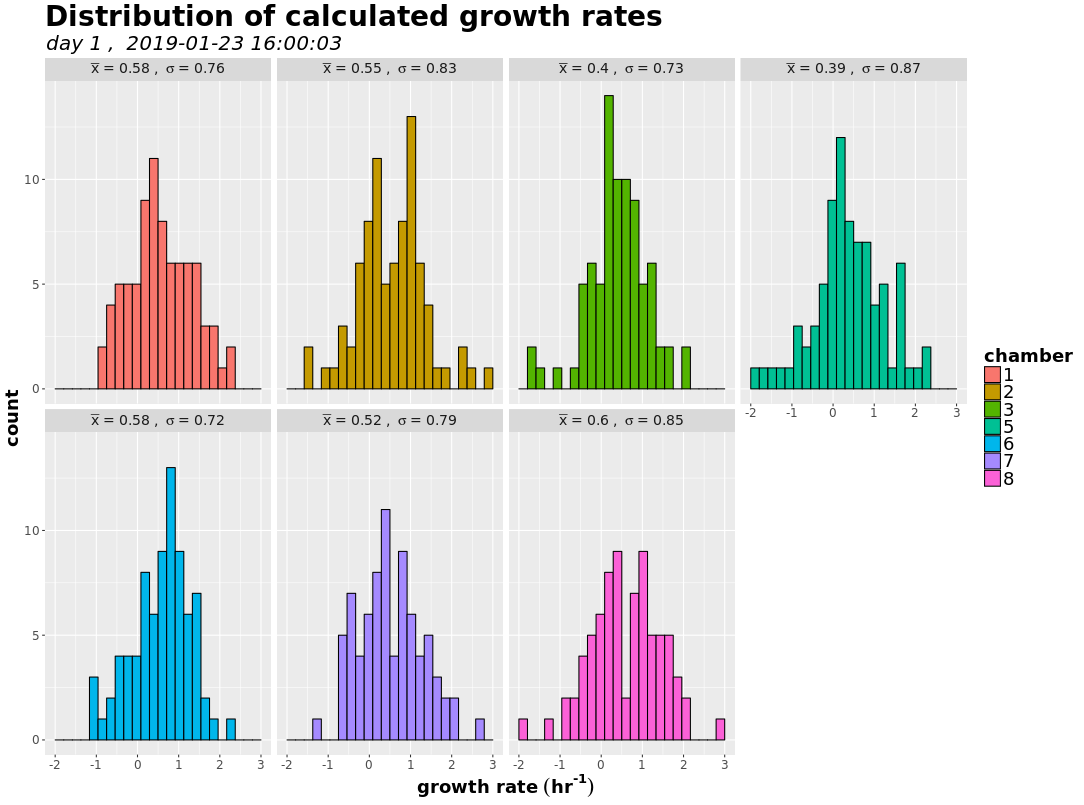 Distribution of calculated growth rates
day 1 , 2019-01-23 16:00:03
x̅ = 0.58 , σ = 0.76
x̅ = 0.55 , σ = 0.83
x̅ = 0.4 , σ = 0.73
x̅ = 0.39 , σ = 0.87
10
5
0
-2 -1 0 1 2 3
x̅ = 0.58 , σ = 0.72
x̅ = 0.52 , σ = 0.79
x̅ = 0.6 , σ = 0.85
10
5
0
-2 -1 0 1 2 3
-2 -1 0 1 2 3
-2 -1 0 1 2 3
count
growth rate (hr⁻¹)
chamber
1
2
3
5
6
7
8